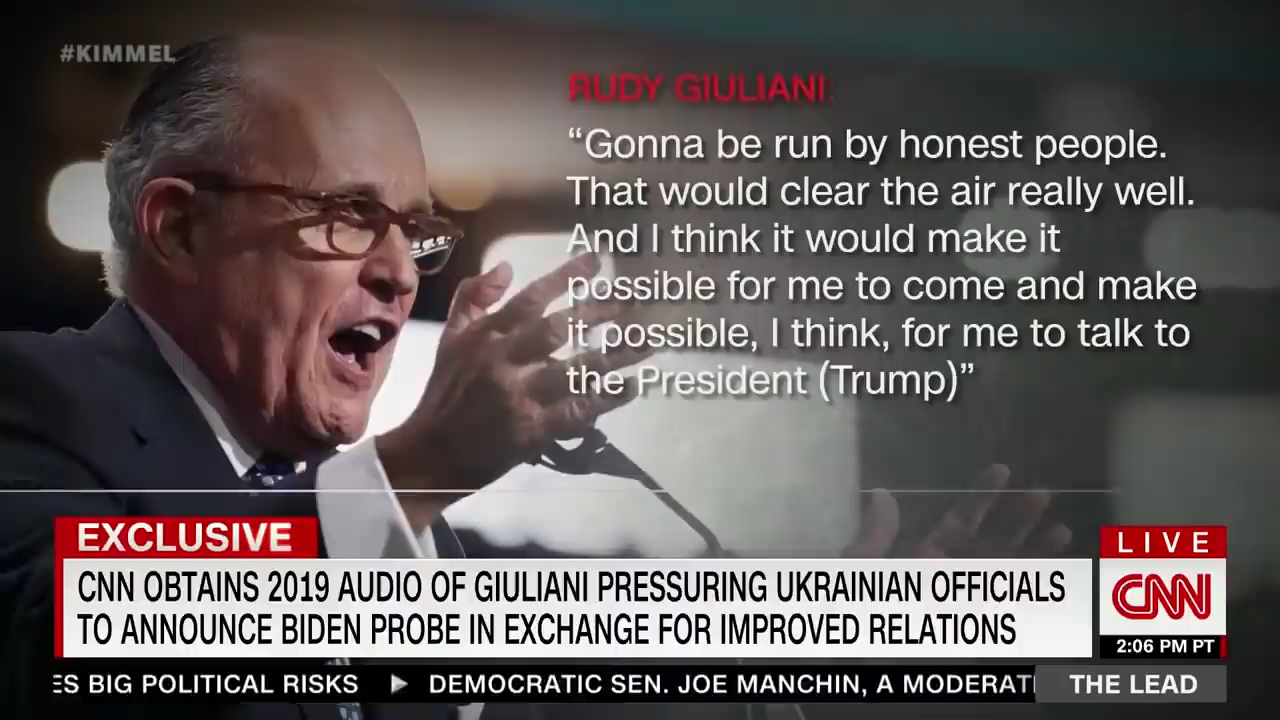 #KIMMEL
RUDY GIULIANI:
“Gonna be run by honest people.
That would clear the air really well.
And I think it would make it
possible for me to come and make
it possible, I think, for me to talk to
the President (Trump)”
EXCLUSIVE
CNN OBTAINS 2019 AUDIO OF GIULIANI PRESSURING UKRAINIAN OFFICIALS
TO ANNOUNCE BIDEN PROBE IN EXCHANGE FOR IMPROVED RELATIONS
LIVE
CNN
2:06 PM PT
ES BIG POLITICAL RISKS ▶ DEMOCRATIC SEN. JOE MANCHIN, A MODERAT
THE LEAD